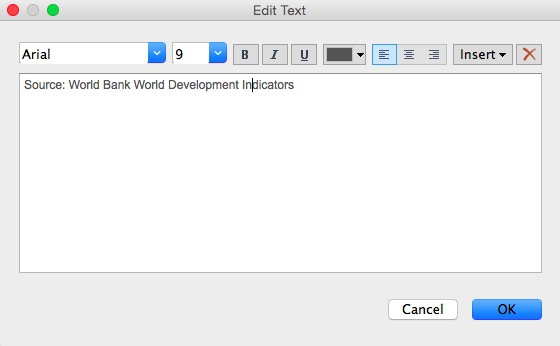 Edit Text
Arial 9 B I U Insert
Source: World Bank World Development Indicators
Cancel OK